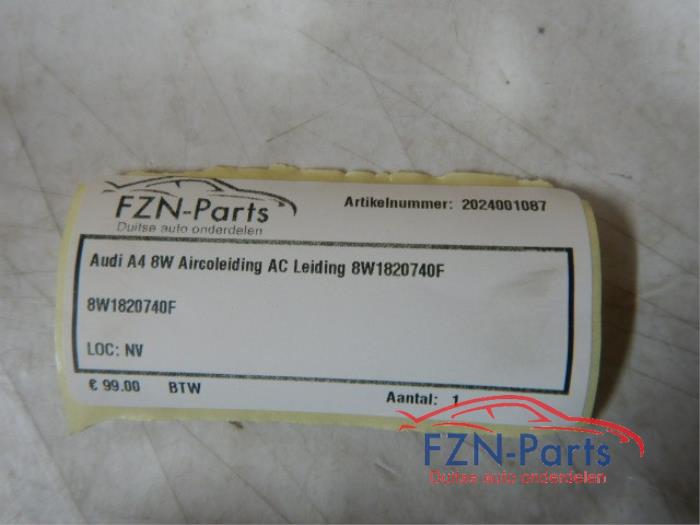 FZN-Parts
Duitse auto onderdelen
Artikelnummer: 2024001087
Audi A4 8W Aircoleiding AC Leiding 8W1820740F
8W1820740F
LOC: NV
€ 99.00 BTW
Aantal: 1
FZN-Parts
Duitse auto onderdelen